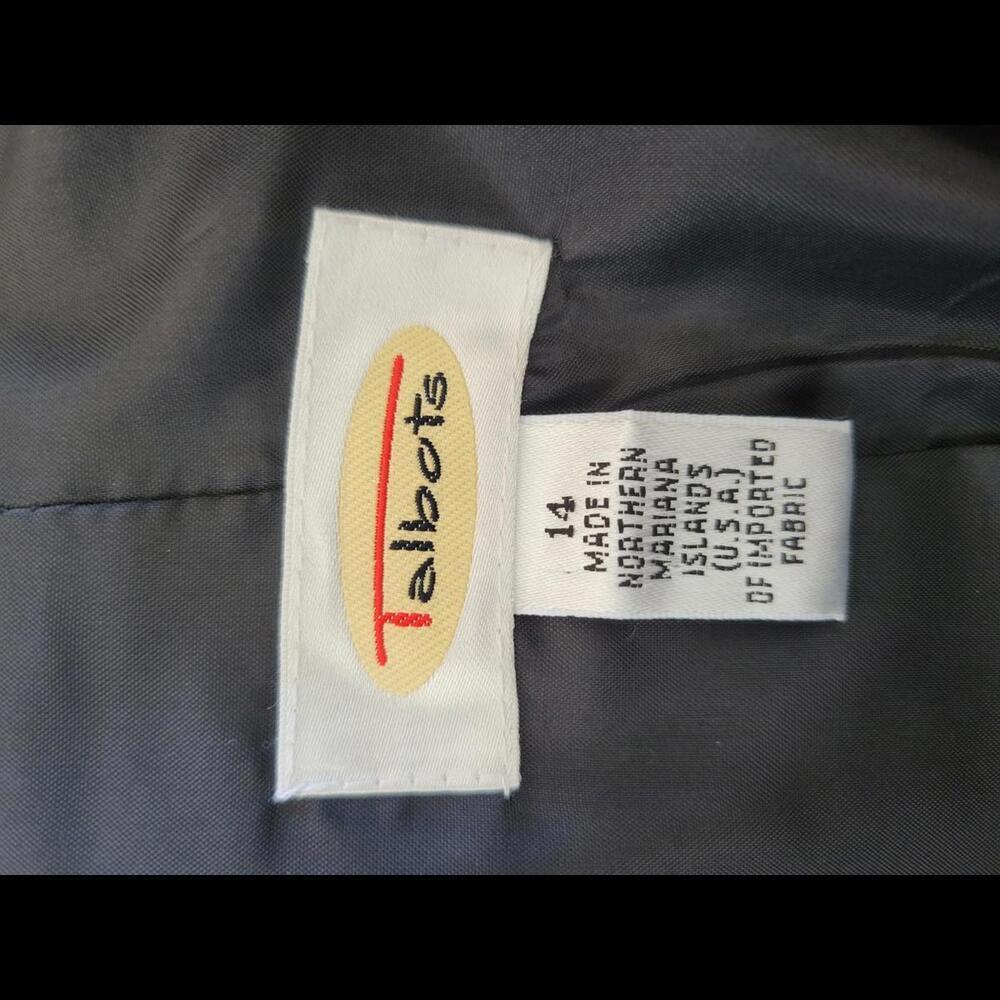 Talbots
14
MADE IN
NORTHERN
MARIANA
ISLANDS
(U.S.A.)
OF IMPORTED
FABRIC